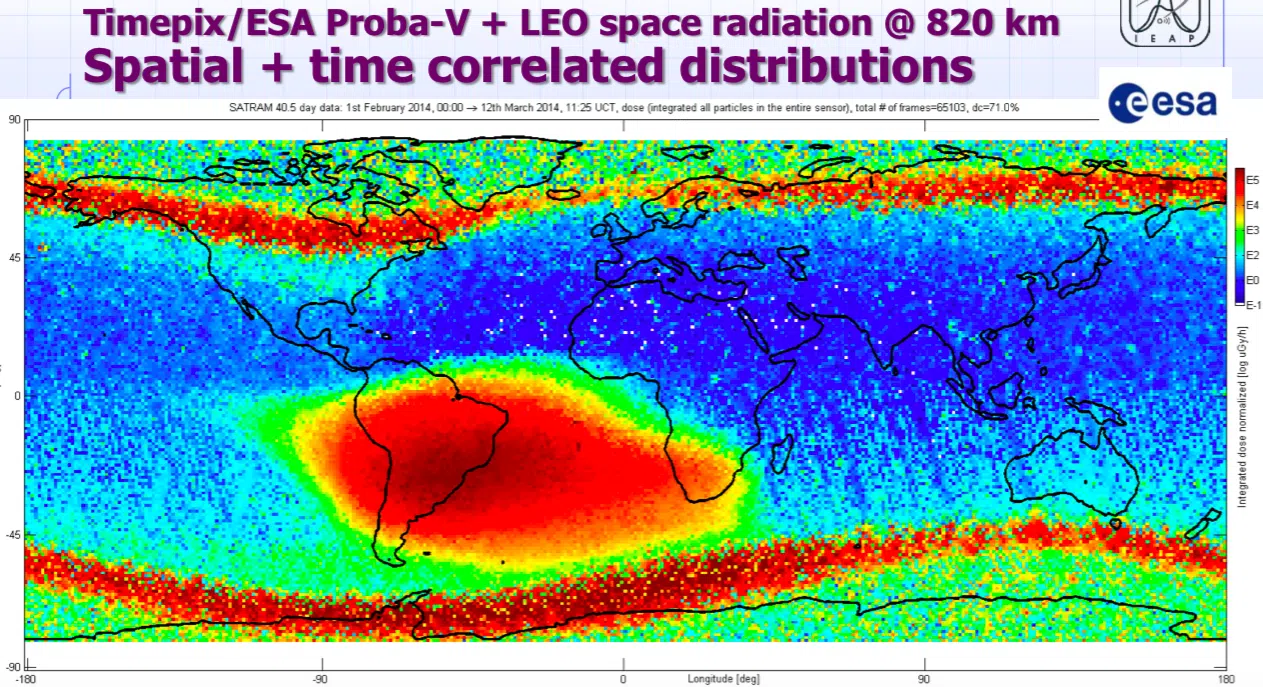 Timepix/ESA Proba-V + LEO space radiation @ 820 km
Spatial + time correlated distributions
I E A P
esa
SATRAM 40.5 day data: 1st February 2014, 00:00 → 12th March 2014, 11:25 UCT, dose (integrated all particles in the entire sensor), total # of frames=65103, dc=71.0%
90
45
0
-45
-90
-180
-90
0
Longitude [deg]
90
180
E5
E4
E3
E2
E0
E-1
Integrated dose normalized [log uGy/h]